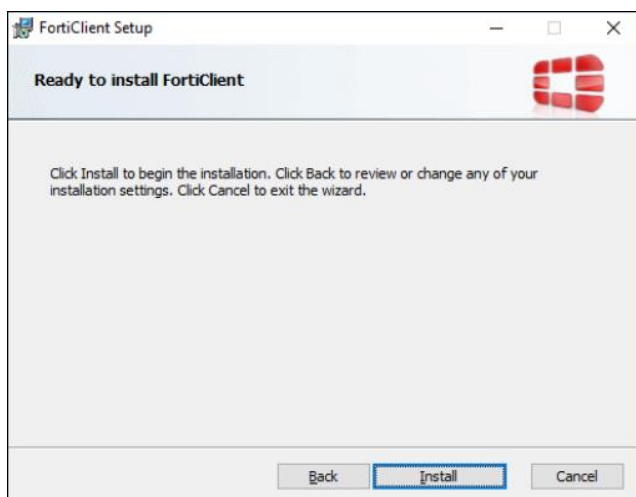 FortiClient Setup
Ready to install FortiClient
Click Install to begin the installation. Click Back to review or change any of your
installation settings. Click Cancel to exit the wizard.
Back Install Cancel